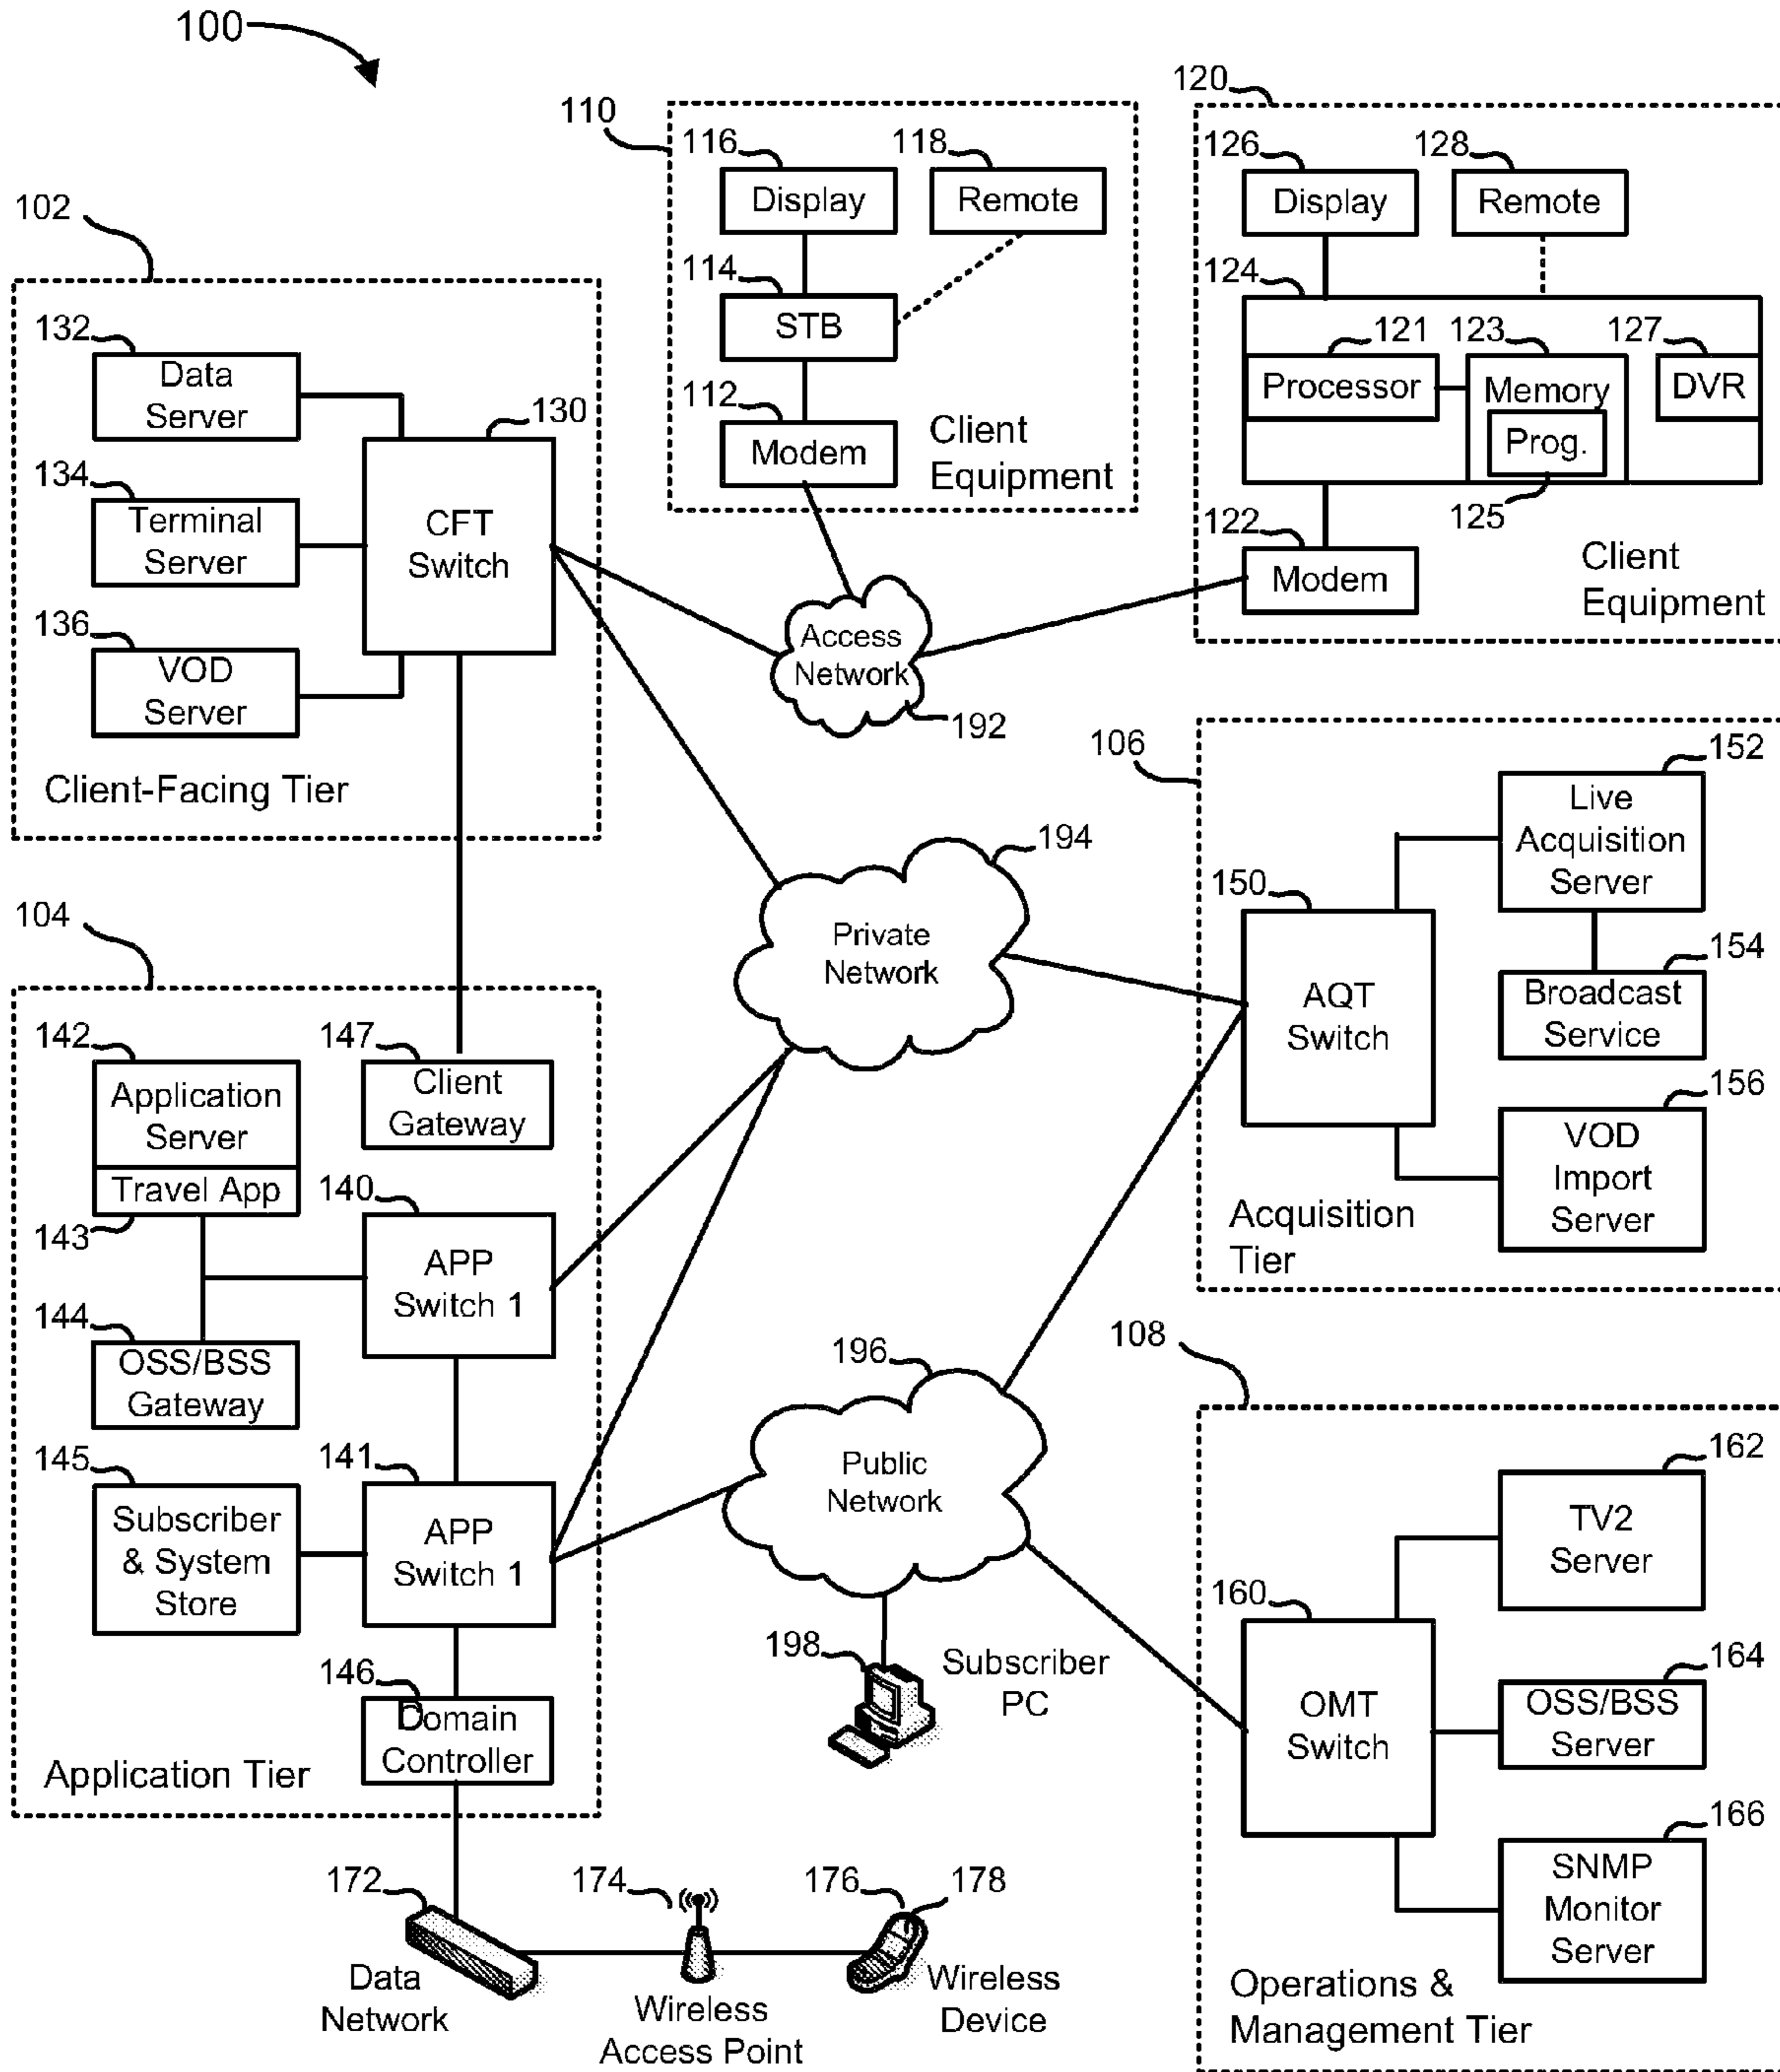 100
110
116
118
Display
Remote
114
STB
112
Modem
Client
Equipment
120
126
128
Display
Remote
124
121
123
127
Processor
Memory
DVR
Prog.
125
122
Modem
Client
Equipment
102
132
Data
Server
130
134
Terminal
Server
CFT
Switch
136
VOD
Server
Client-Facing Tier
Access
Network
192
194
Private
Network
106
152
Live
Acquisition
Server
150
AQT
Switch
154
Broadcast
Service
156
VOD
Import
Server
Acquisition
Tier
104
142
Application
Server
Travel App
143
147
Client
Gateway
140
APP
Switch 1
144
OSS/BSS
Gateway
145
Subscriber
& System
Store
141
APP
Switch 1
146
Domain
Controller
Application Tier
196
Public
Network
198
Subscriber
PC
108
162
TV2
Server
160
OMT
Switch
164
OSS/BSS
Server
166
SNMP
Monitor
Server
Operations &
Management Tier
172
Data
Network
174
Wireless
Access Point
176
178
Wireless
Device